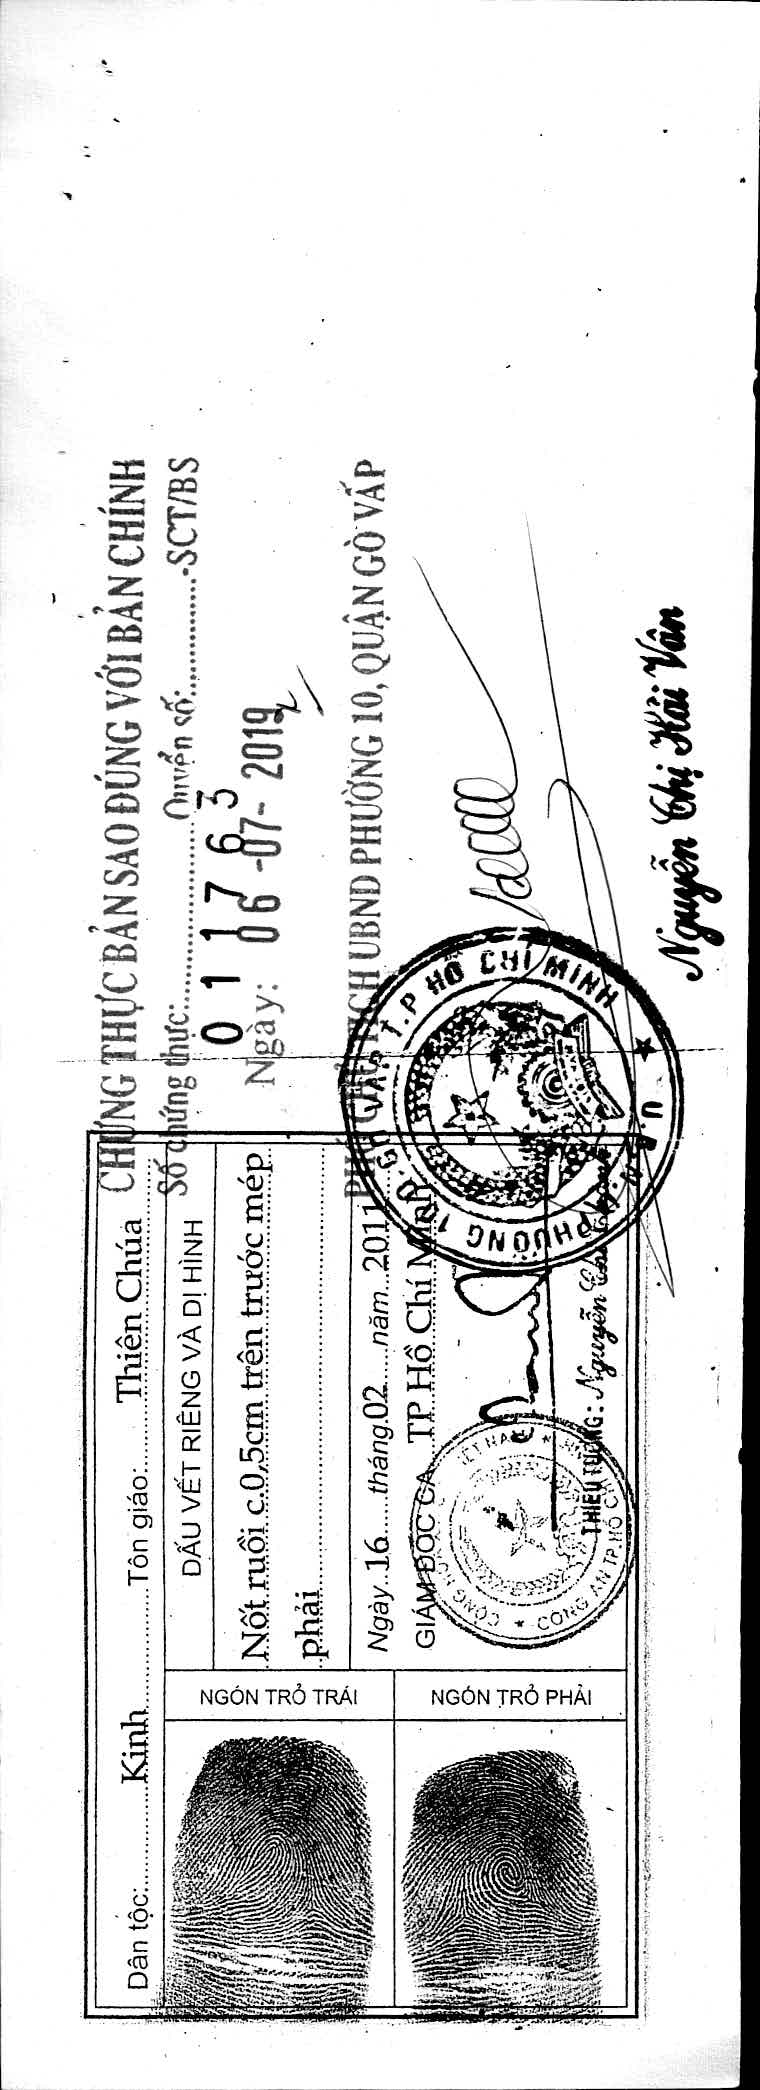 Dân tộc:..............Kinh..................Tôn giáo:......Thiên Chúa
NGÓN TRỎ TRÁI
DẤU VẾT RIÊNG VÀ DỊ HÌNH
Nốt ruồi c.0,5cm trên trước mép
phải
NGÓN TRỎ PHẢI
Ngày..16......tháng.02.....năm...2011
GIÁM ĐỐC CA...TP Hồ Chí Minh
CÔNG AN TP.HỒ CHÍ MINH
THIẾU TƯỚNG: Nguyễn Chí Thành
CHỨNG THỰC BẢN SAO ĐÚNG VỚI BẢN CHÍNH
Số chứng thực:......................Quyển số:..............-SCT/BS
011763
Ngày: 06 -07- 2019
PHÓ CHỦ TỊCH UBND PHƯỜNG 10, QUẬN GÒ VẤP
U.B.N.D PHƯỜNG 10 Q.GÒ VẤP T.P HỒ CHÍ MINH
Nguyễn Thị Hải Vân